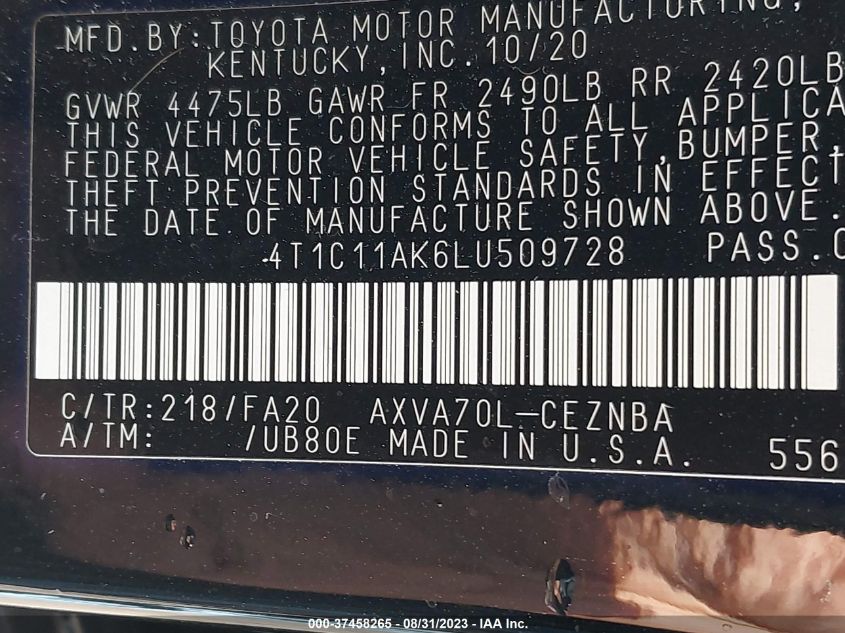 MFD.BY:TOYOTA MOTOR MANUFACTURING,
KENTUCKY,INC. 10/20
GVWR 4475LB GAWR FR 2490LB RR 2420LB
THIS VEHICLE CONFORMS TO ALL APPLICA
FEDERAL MOTOR VEHICLE SAFETY,BUMPER,
THEFT PREVENTION STANDARDS IN EFFECT
THE DATE OF MANUFACTURE SHOWN ABOVE.
4T1C11AK6LU509728 PASS.C
C/TR:218/FA20 AXVA70L-CEZNBA
A/TM: /UB80E MADE IN U.S.A. 556
000-37458265 - 08/31/2023 - IAA Inc.